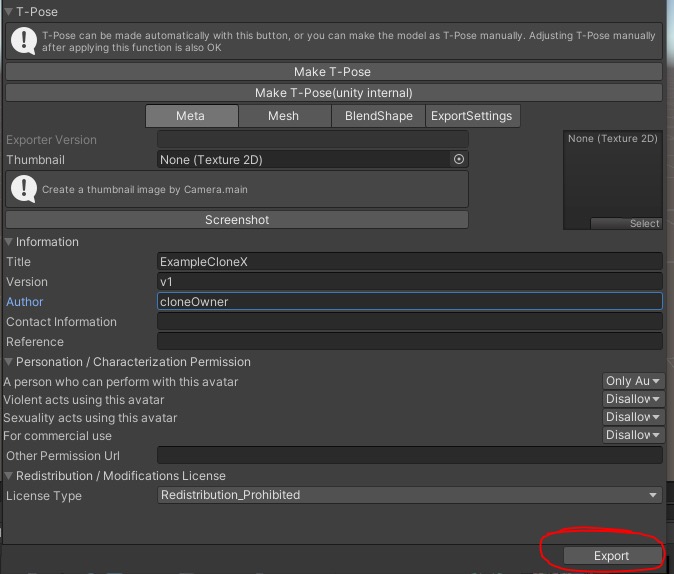 T-Pose
T-Pose can be made automatically with this button, or you can make the model as T-Pose manually. Adjusting T-Pose manually
after applying this function is also OK
Make T-Pose
Make T-Pose(unity internal)
Meta Mesh BlendShape ExportSettings
Exporter Version
None (Texture 2D)
Thumbnail None (Texture 2D)
Create a thumbnail image by Camera.main
Screenshot Select
Information
Title ExampleCloneX
Version v1
Author cloneOwner
Contact Information
Reference
Personation / Characterization Permission
A person who can perform with this avatar Only Au
Violent acts using this avatar Disallow
Sexuality acts using this avatar Disallow
For commercial use Disallow
Other Permission Url
Redistribution / Modifications License
License Type Redistribution_Prohibited
Export